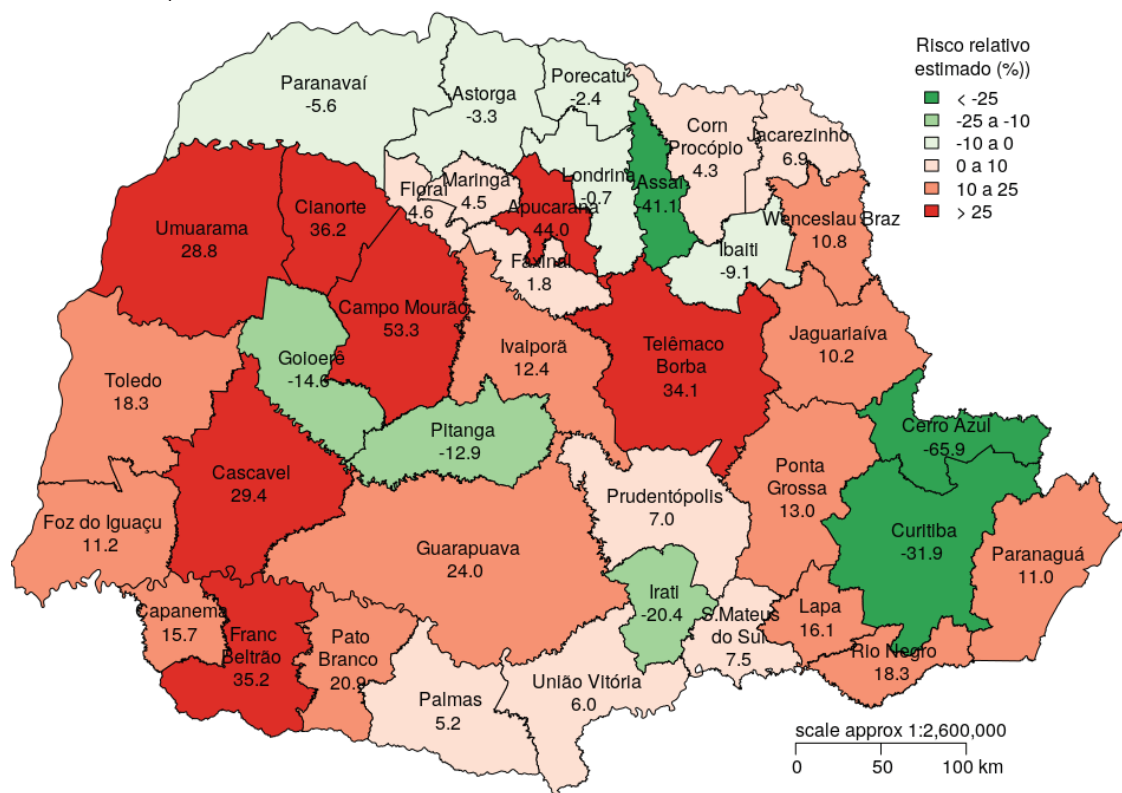 Risco relativo
estimado (%))
< -25
-25 a -10
-10 a 0
0 a 10
10 a 25
> 25
Paranavaí
-5.6
Astorga
-3.3
Porecatu
-2.4
Corn
Procópio
4.3
Jacarezinho
6.9
Londrina
-0.7
Assaí
-41.1
Floraí
4.6
Maringá
4.5
Apucarana
44.0
Wenceslau Braz
10.8
Umuarama
28.8
Cianorte
36.2
Ibaiti
-9.1
Faxinal
1.8
Campo Mourão
53.3
Ivaiporã
12.4
Telêmaco
Borba
34.1
Jaguariaíva
10.2
Goioerê
-14.6
Toledo
18.3
Pitanga
-12.9
Cerro Azul
-65.9
Cascavel
29.4
Ponta
Grossa
13.0
Prudentópolis
7.0
Foz do Iguaçu
11.2
Guarapuava
24.0
Curitiba
-31.9
Paranaguá
11.0
Capanema
15.7
Franc
Beltrão
35.2
Pato
Branco
20.9
Irati
-20.4
S.Mateus
do Sul
7.5
Lapa
16.1
Rio Negro
18.3
Palmas
5.2
União Vitória
6.0
scale approx 1:2,600,000
0 50 100 km